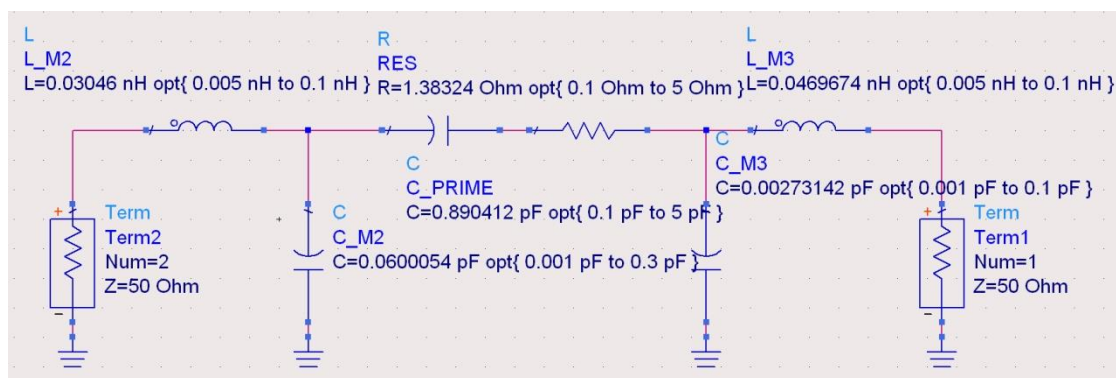 L
L_M2
L=0.03046 nH opt{ 0.005 nH to 0.1 nH }
R
RES
R=1.38324 Ohm opt{ 0.1 Ohm to 5 Ohm }
L
L_M3
L=0.0469674 nH opt{ 0.005 nH to 0.1 nH }
C
C_PRIME
C=0.890412 pF opt{ 0.1 pF to 5 pF }
C
C_M3
C=0.00273142 pF opt{ 0.001 pF to 0.1 pF }
+
Term
Term2
Num=2
Z=50 Ohm
-
C
C_M2
C=0.0600054 pF opt{ 0.001 pF to 0.3 pF }
+
Term
Term1
Num=1
Z=50 Ohm
-